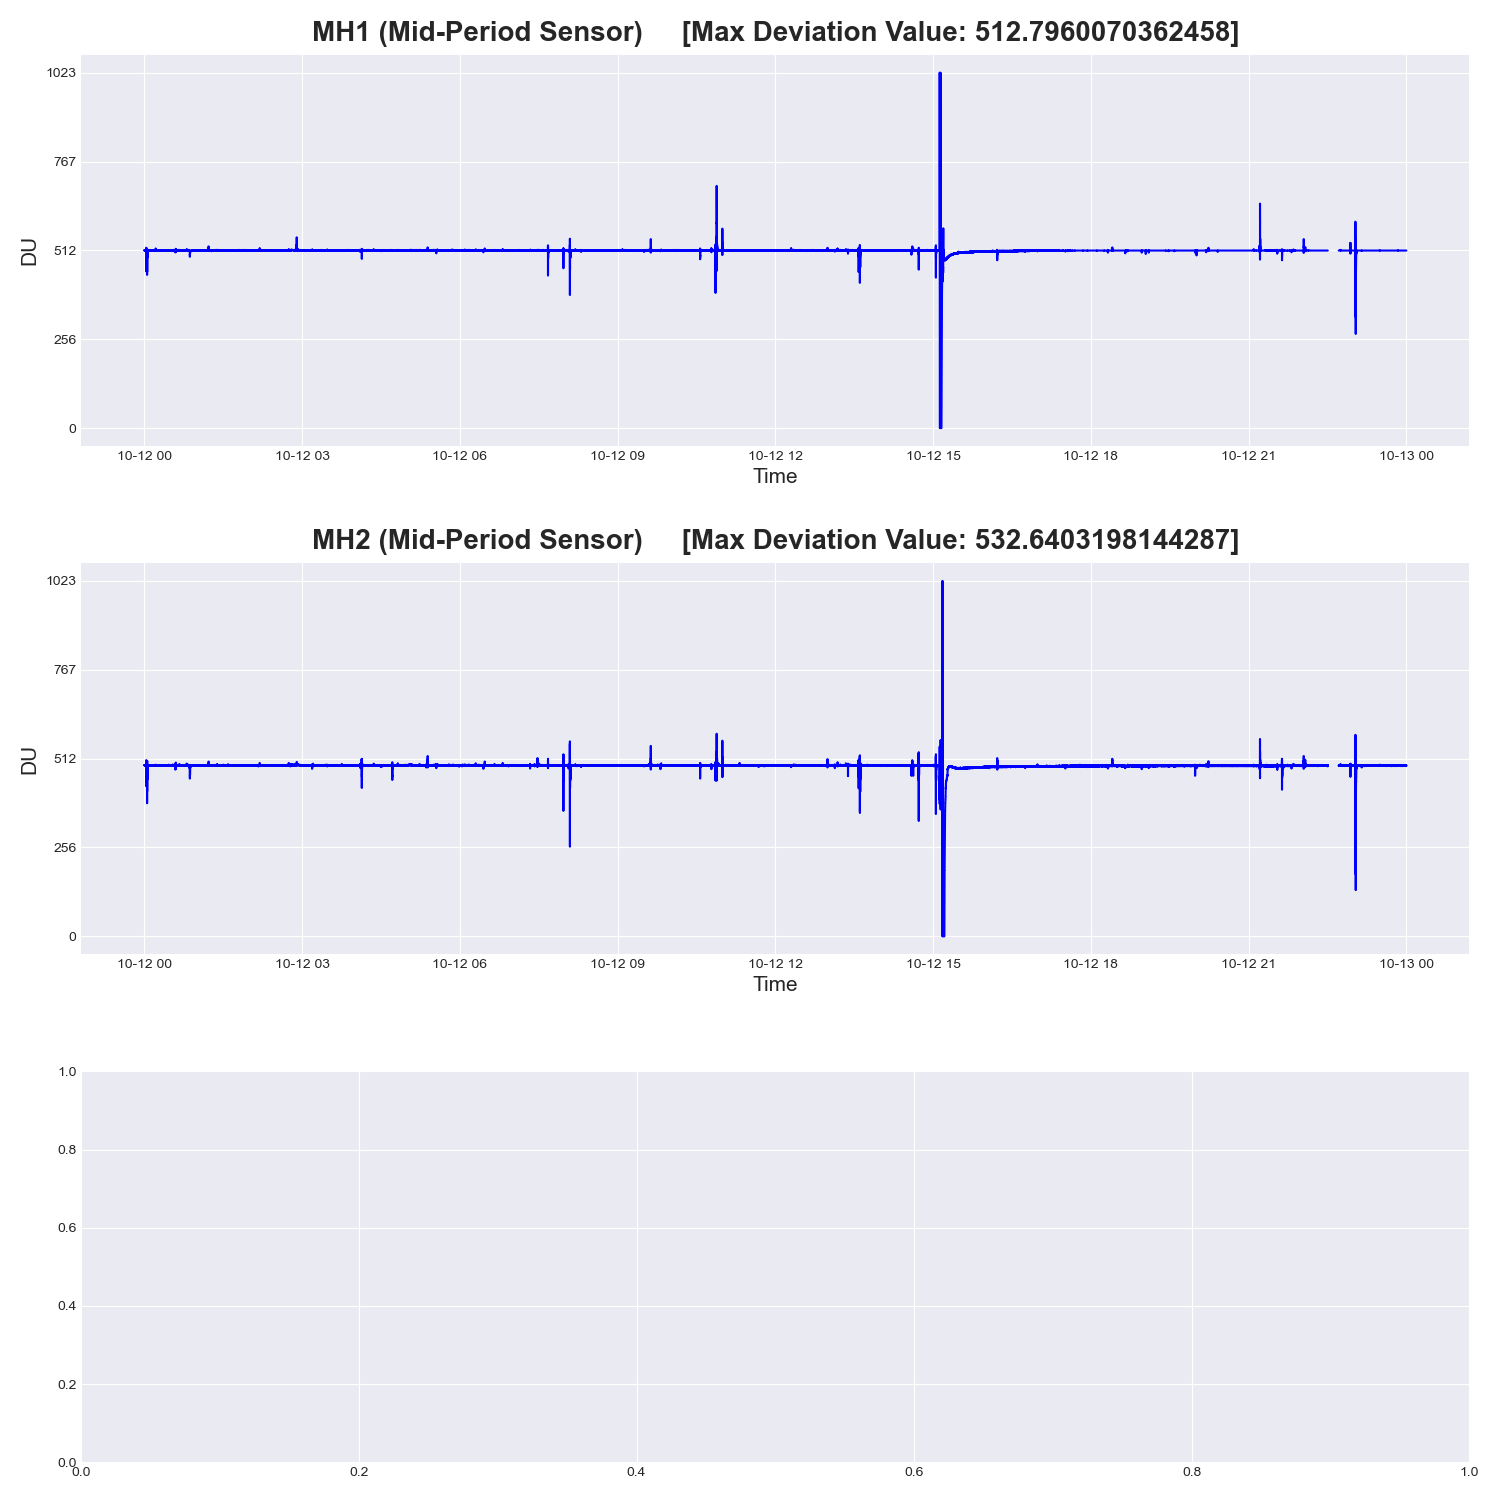 MH1 (Mid-Period Sensor) [Max Deviation Value: 512.7960070362458]
1023
767
512
256
0
DU
10-12 00 10-12 03 10-12 06 10-12 09 10-12 12 10-12 15 10-12 18 10-12 21 10-13 00
Time
MH2 (Mid-Period Sensor) [Max Deviation Value: 532.6403198144287]
1023
767
512
256
0
DU
10-12 00 10-12 03 10-12 06 10-12 09 10-12 12 10-12 15 10-12 18 10-12 21 10-13 00
Time
1.0
0.8
0.6
0.4
0.2
0.0
0.0 0.2 0.4 0.6 0.8 1.0